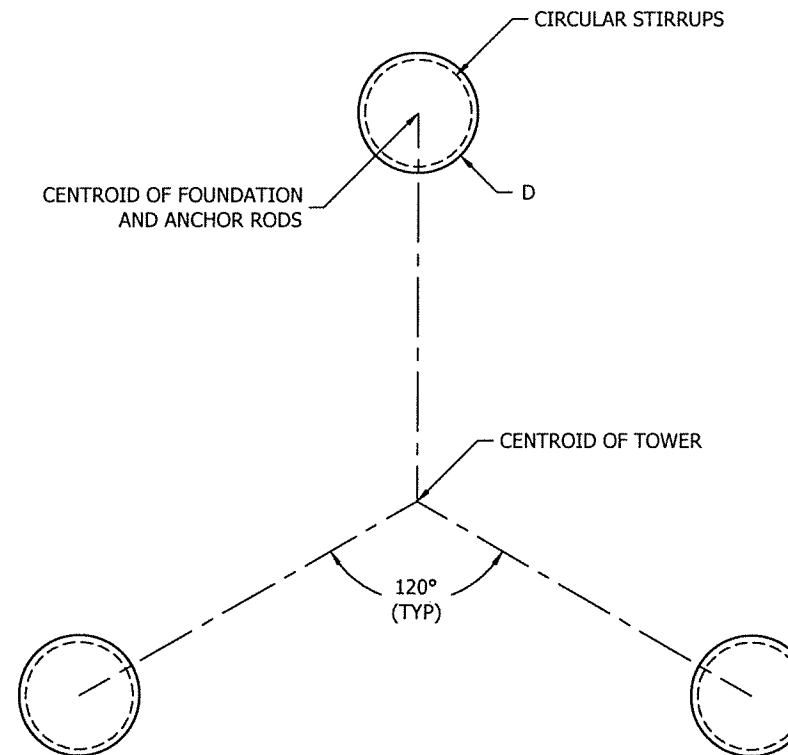 CIRCULAR STIRRUPS
CENTROID OF FOUNDATION
AND ANCHOR RODS
D
CENTROID OF TOWER
120°
(TYP)